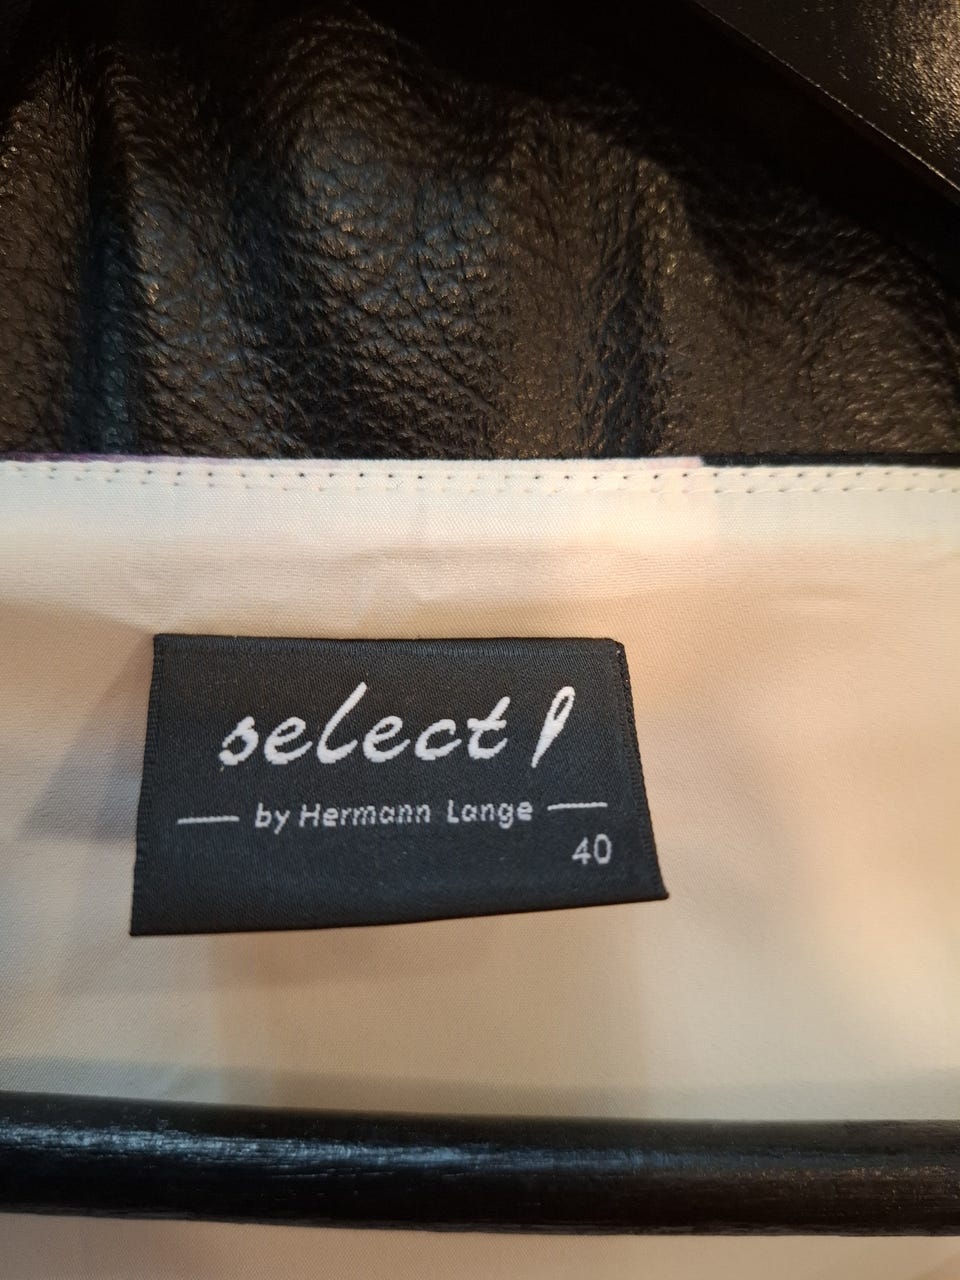 select!
— by Hermann Lange —
40